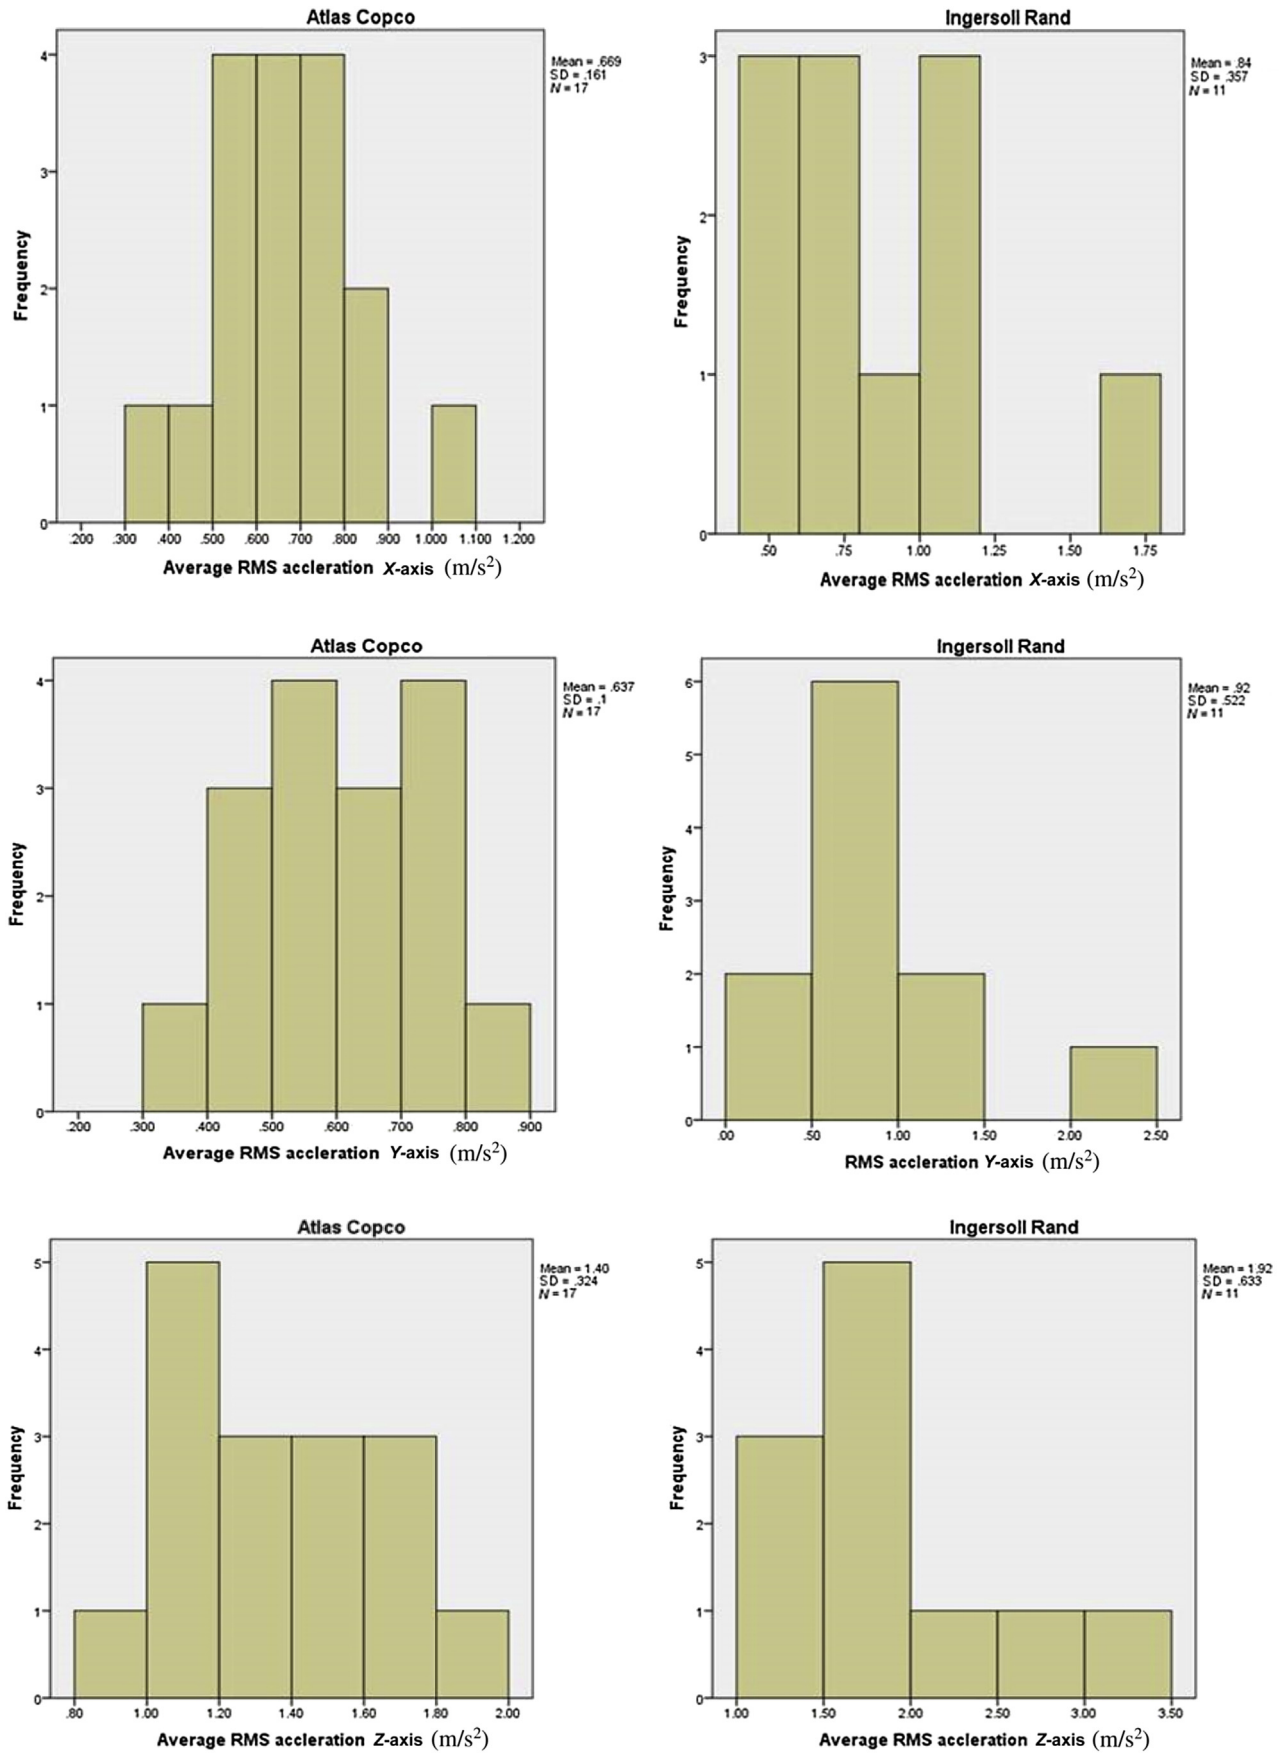 Atlas Copco
Mean = .669
SD = .161
N = 17
Frequency
4
3
2
1
0
.200 .300 .400 .500 .600 .700 .800 .900 1.000 1.100 1.200
Average RMS accleration X-axis (m/s²)
Ingersoll Rand
Mean = .84
SD = .357
N = 11
Frequency
3
2
1
0
.50 .75 1.00 1.25 1.50 1.75
Average RMS accleration X-axis (m/s²)
Atlas Copco
Mean = .637
SD = .1
N = 17
Frequency
4
3
2
1
0
.200 .300 .400 .500 .600 .700 .800 .900
Average RMS accleration Y-axis (m/s²)
Ingersoll Rand
Mean = .92
SD = .522
N = 11
Frequency
6
5
4
3
2
1
0
.00 .50 1.00 1.50 2.00 2.50
RMS accleration Y-axis (m/s²)
Atlas Copco
Mean = 1.40
SD = .324
N = 17
Frequency
5
4
3
2
1
0
.80 1.00 1.20 1.40 1.60 1.80 2.00
Average RMS accleration Z-axis (m/s²)
Ingersoll Rand
Mean = 1.92
SD = .633
N = 11
Frequency
5
4
3
2
1
0
1.00 1.50 2.00 2.50 3.00 3.50
Average RMS accleration Z-axis (m/s²)